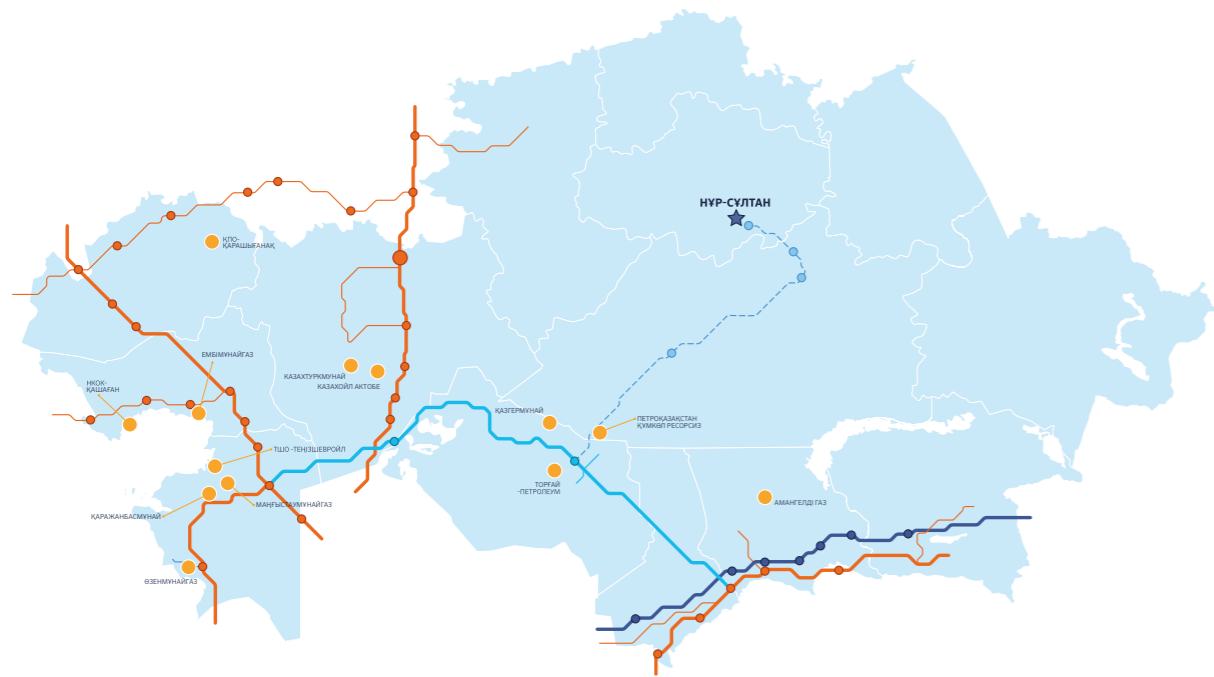 НҰР-СҰЛТАН
ҚПО-
ҚАРАШЫҒАНАҚ
ЕМБІМҰНАЙГАЗ
НКОК-
ҚАШАҒАН
КАЗАХТУРКМУНАЙ
КАЗАХОЙЛ АКТОБЕ
ҚАЗГЕРМҰНАЙ
ПЕТРОҚАЗАҚСТАН
ҚҰМКӨЛ РЕСОРСИЗ
ТШО -ТЕҢІЗШЕВРОЙЛ
ТОРҒАЙ
-ПЕТРОЛЕУМ
МАҢҒЫСТАУМҰНАЙГАЗ
АМАНГЕЛДІ ГАЗ
ҚАРАЖАНБАСМҰНАЙ
ӨЗЕНМҰНАЙГАЗ